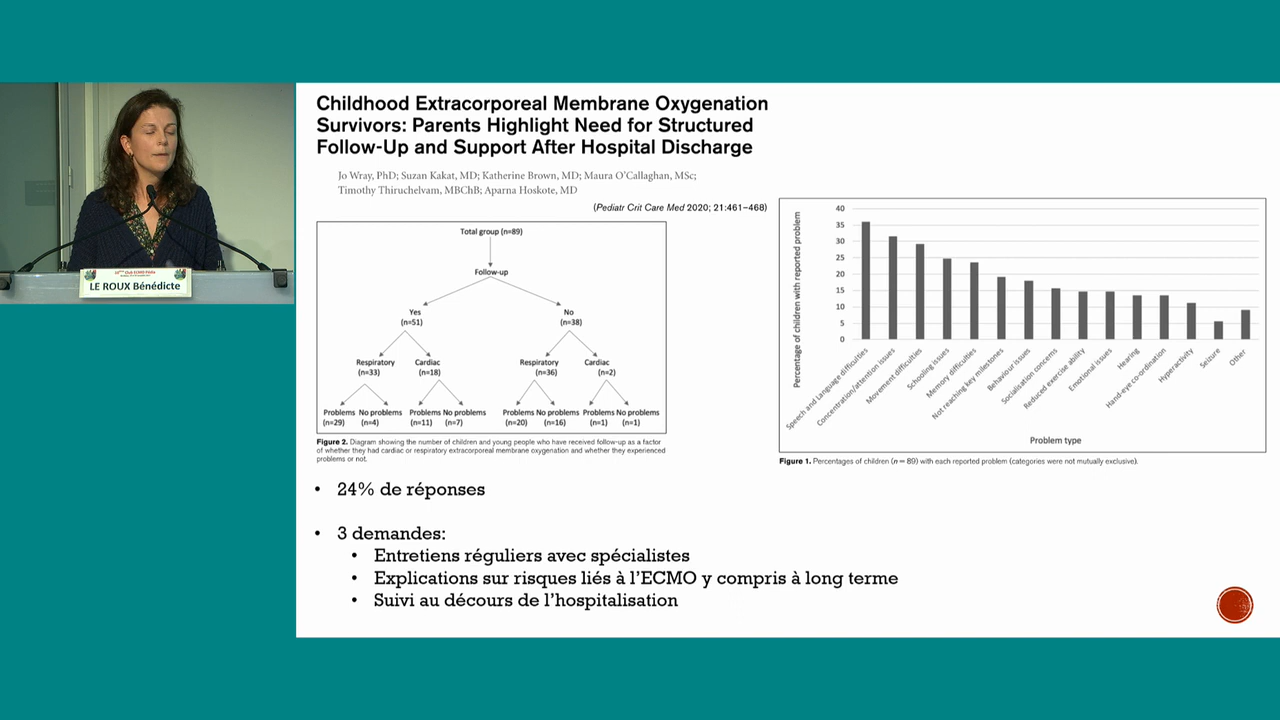 Childhood Extracorporeal Membrane Oxygenation
Survivors: Parents Highlight Need for Structured
Follow-Up and Support After Hospital Discharge
Jo Wray, PhD; Suzan Kakat, MD; Katherine Brown, MD; Maura O'Callaghan, MSc;
Timothy Thiruchelvam, MBChB; Aparna Hoskote, MD
(Pediatr Crit Care Med 2020; 21:461–468)
Total group (n=89)
Follow-up
Yes
(n=51)
No
(n=38)
Respiratory
(n=33)
Cardiac
(n=18)
Respiratory
(n=36)
Cardiac
(n=2)
Problems
(n=29)
No problems
(n=4)
Problems
(n=11)
No problems
(n=7)
Problems
(n=20)
No problems
(n=16)
Problems
(n=1)
No problems
(n=1)
Figure 2. Diagram showing the number of children and young people who have received follow-up as a factor
of whether they had cardiac or respiratory extracorporeal membrane oxygenation and whether they experienced
problems or not.
Percentage of children with reported problem
40
35
30
25
20
15
10
5
0
Speech and Language difficulties
Concentration/attention issues
Movement difficulties
Schooling issues
Memory difficulties
Not reaching key milestones
Behaviour issues
Socialisation concerns
Reduced exercise ability
Emotional issues
Hearing
Hand-eye co-ordination
Hyperactivity
Seizure
Other
Problem type
Figure 1. Percentages of children (n = 89) with each reported problem (categories were not mutually exclusive).
• 24% de réponses
• 3 demandes:
• Entretiens réguliers avec spécialistes
• Explications sur risques liés à l'ECMO y compris à long terme
• Suivi au décours de l'hospitalisation
LE ROUX Bénédicte